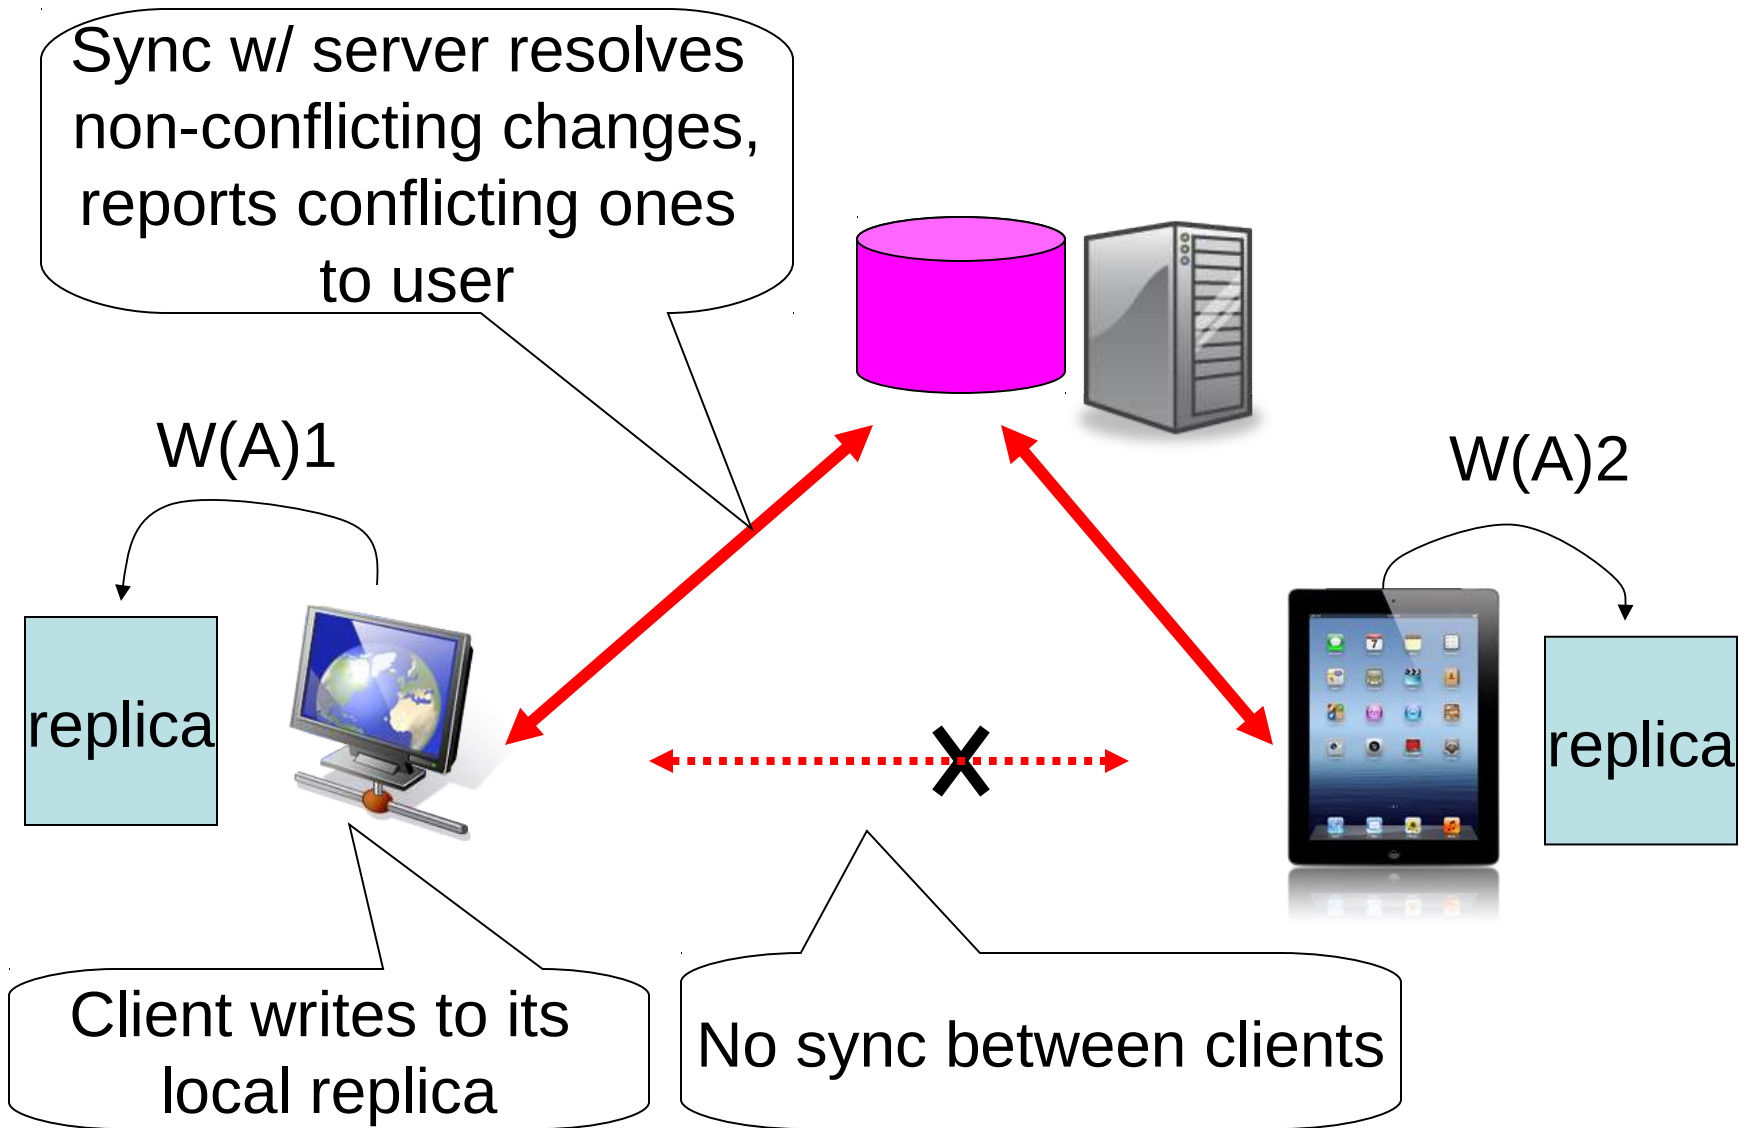 Sync w/ server resolves
non-conflicting changes,
reports conflicting ones
to user
W(A)1
W(A)2
replica
replica
X
Client writes to its
local replica
No sync between clients